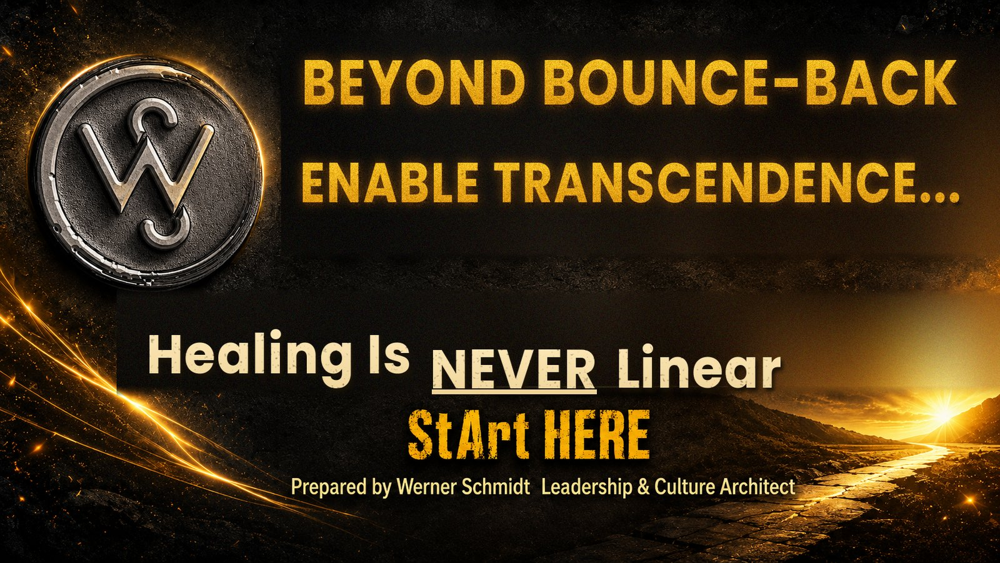 BEYOND BOUNCE-BACK
ENABLE TRANSCENDENCE...
Healing Is NEVER Linear
StArt HERE
Prepared by Werner Schmidt Leadership & Culture Architect